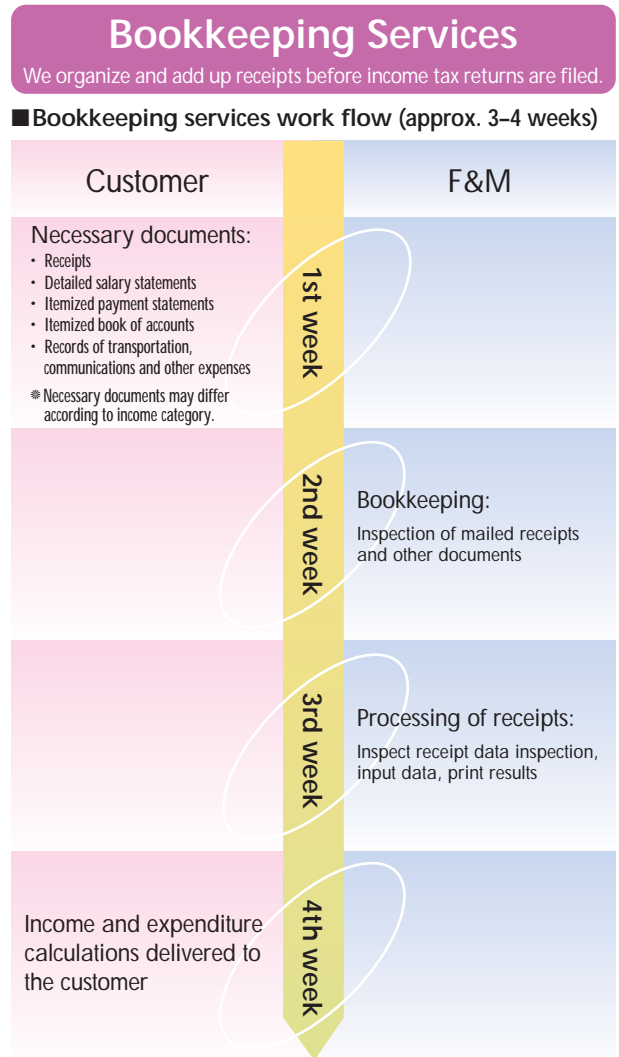 Bookkeeping Services
We organize and add up receipts before income tax returns are filed.
■Bookkeeping services work flow (approx. 3–4 weeks)
Customer
F&M
Necessary documents:
・ Receipts
・ Detailed salary statements
・ Itemized payment statements
・ Itemized book of accounts
・ Records of transportation,
communications and other expenses
※ Necessary documents may differ
according to income category.
1st week
2nd week
Bookkeeping:
Inspection of mailed receipts
and other documents
3rd week
Processing of receipts:
Inspect receipt data inspection,
input data, print results
Income and expenditure
calculations delivered to
the customer
4th week